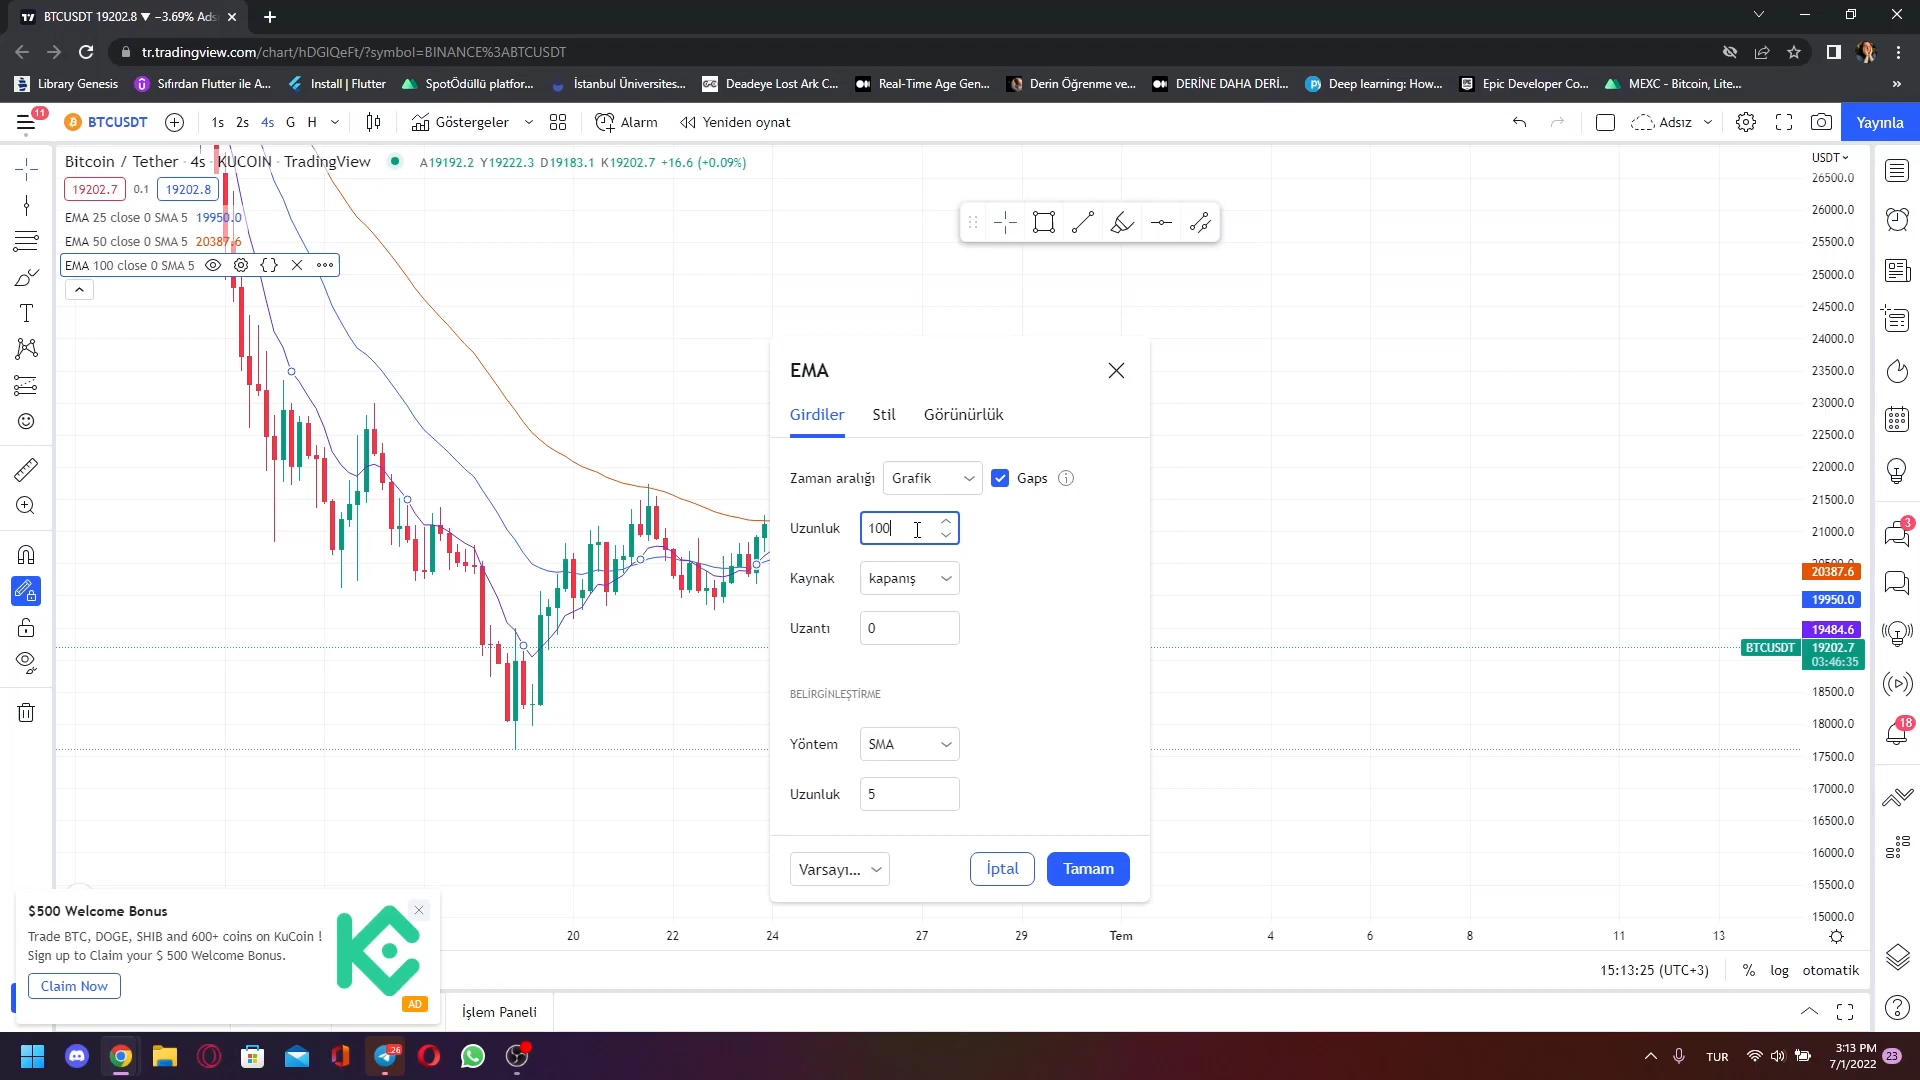 BTCUSDT 19202.8 ▼ −3.69% Ads
tr.tradingview.com/chart/hDGlQeFt/?symbol=BINANCE%3ABTCUSDT
Library Genesis
Sıfırdan Flutter ile A...
Install | Flutter
SpotÖdüllü platfor...
İstanbul Üniversites...
Deadeye Lost Ark C...
Real-Time Age Gen...
Derin Öğrenme ve...
DERİNE DAHA DERİ...
Deep learning: How...
Epic Developer Co...
MEXC - Bitcoin, Lite...
»
11
BTCUSDT
1s 2s 4s G H
Göstergeler
Alarm
Yeniden oynat
Adsız
Yayınla
Bitcoin / Tether · 4s · KUCOIN · TradingView
A19192.2 Y19222.3 D19183.1 K19202.7 +16.6 (+0.09%)
19202.7 0.1 19202.8
EMA 25 close 0 SMA 5 19950.0
EMA 50 close 0 SMA 5 20387.6
EMA 100 close 0 SMA 5
USDT
26500.0
26000.0
25500.0
25000.0
24500.0
24000.0
23500.0
23000.0
22500.0
22000.0
21500.0
21000.0
20387.6
19950.0
19484.6
BTCUSDT 19202.7
03:46:35
18500.0
18000.0
17500.0
17000.0
16500.0
16000.0
15500.0
15000.0
EMA
Girdiler Stil Görünürlük
Zaman aralığı Grafik Gaps
Uzunluk 100
Kaynak kapanış
Uzantı 0
BELİRGİNLEŞTİRME
Yöntem SMA
Uzunluk 5
Varsayı...
İptal
Tamam
3
18
$500 Welcome Bonus
Trade BTC, DOGE, SHIB and 600+ coins on KuCoin !
Sign up to Claim your $ 500 Welcome Bonus.
Claim Now
AD
20 22 24 27 29 Tem 4 6 8 11 13
15:13:25 (UTC+3) % log otomatik
İşlem Paneli
26
TUR
3:13 PM
7/1/2022
23